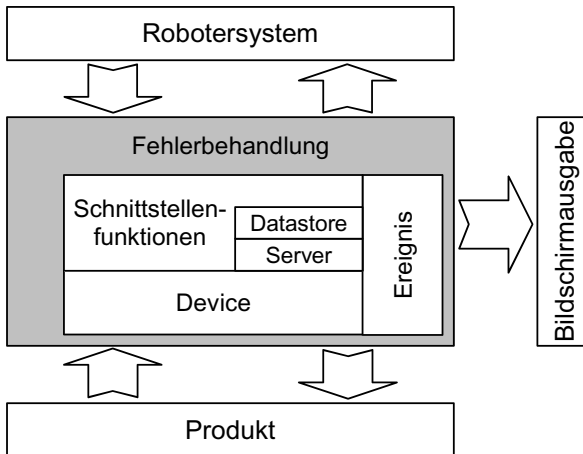 Robotersystem
Fehlerbehandlung
Schnittstellen-
funktionen
Datastore
Server
Device
Ereignis
Bildschirmausgabe
Produkt